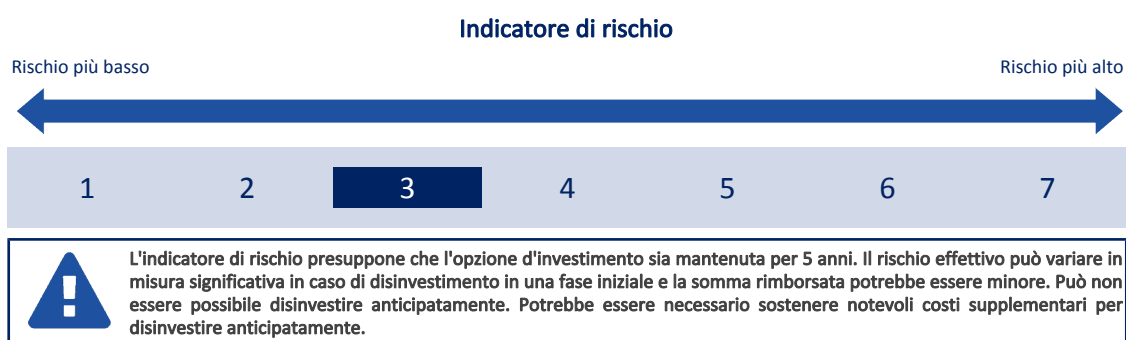 Indicatore di rischio
Rischio più basso
Rischio più alto
1 2 3 4 5 6 7
L'indicatore di rischio presuppone che l'opzione d'investimento sia mantenuta per 5 anni. Il rischio effettivo può variare in
misura significativa in caso di disinvestimento in una fase iniziale e la somma rimborsata potrebbe essere minore. Può non
essere possibile disinvestire anticipatamente. Potrebbe essere necessario sostenere notevoli costi supplementari per
disinvestire anticipatamente.